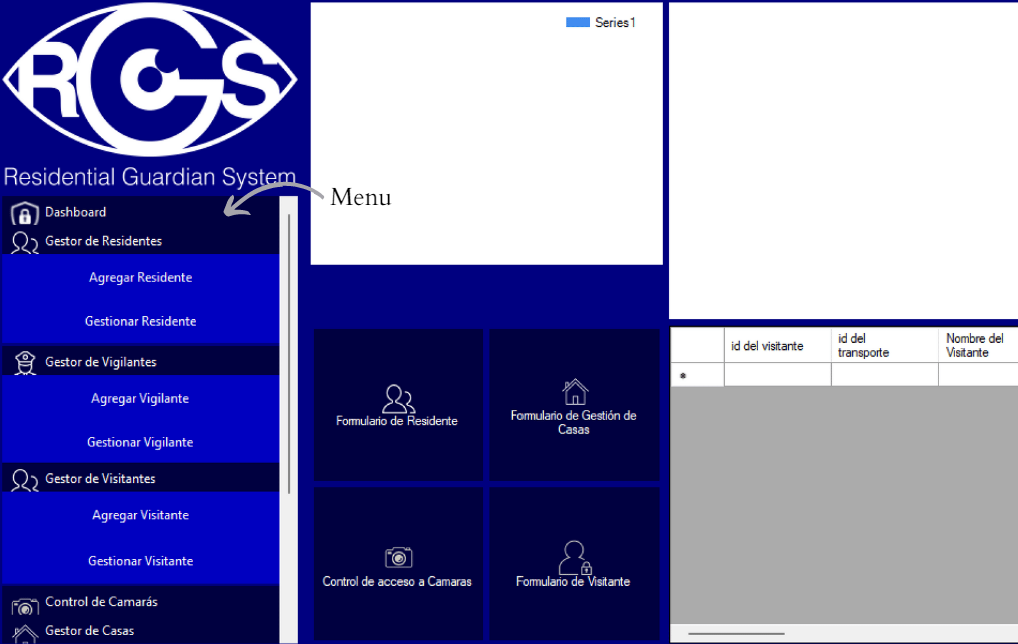 RGS
Residential Guardian System
Menu
Dashboard
Gestor de Residentes
Agregar Residente
Gestionar Residente
Gestor de Vigilantes
Agregar Vigilante
Gestionar Vigilante
Gestor de Visitantes
Agregar Visitante
Gestionar Visitante
Control de Camarás
Gestor de Casas
Series1
Formulario de Residente
Formulario de Gestión de
Casas
Control de acceso a Camaras
Formulario de Visitante
id del visitante
id del
transporte
Nombre del
Visitante
*